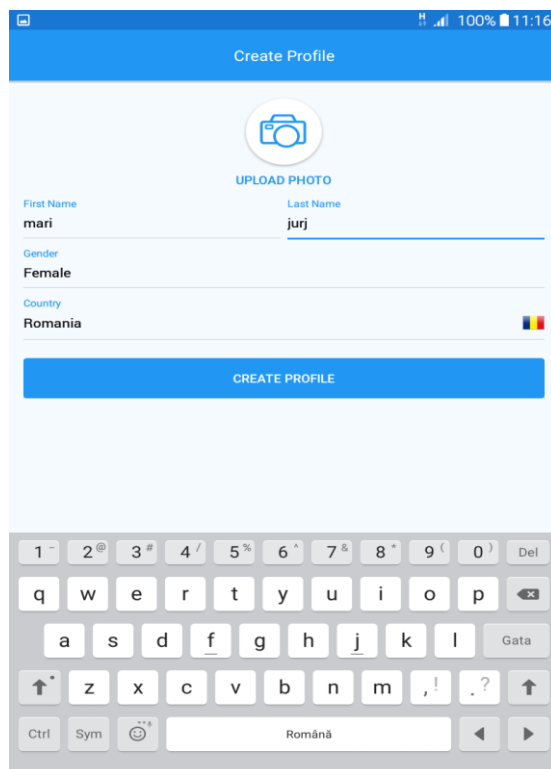 H 100% 11:16
Create Profile
UPLOAD PHOTO
First Name Last Name
mari jurj
Gender
Female
Country
Romania
CREATE PROFILE
1 - 2 @ 3 # 4 / 5 % 6 ^ 7 & 8 * 9 ( 0 ) Del
q w e r t y u i o p
a s d f g h j k l Gata
z x c v b n m , ! . ?
Ctrl Sym Română